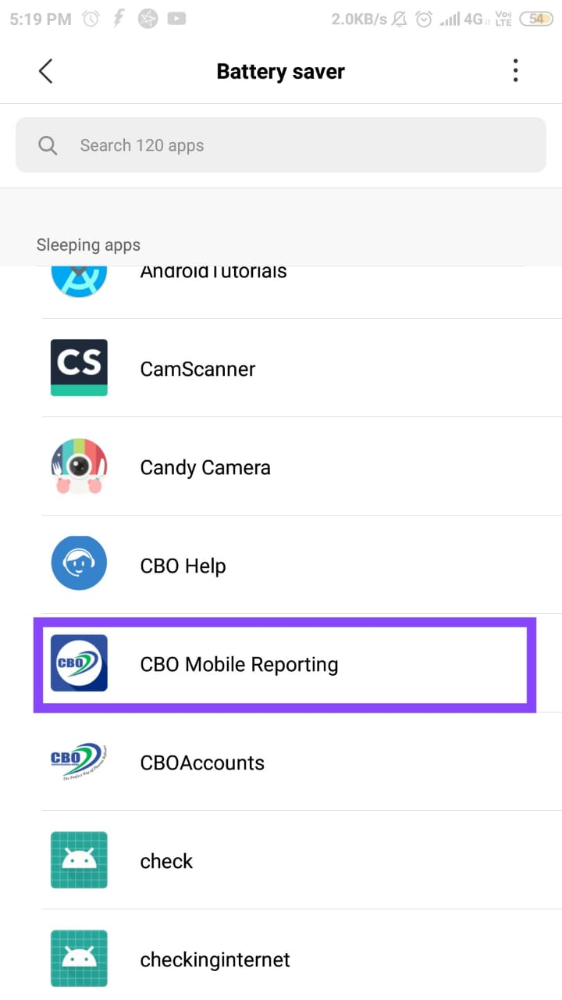 5:19 PM 2.0KB/s 4G Vo) LTE 54
Battery saver
Search 120 apps
Sleeping apps
AndroidTutorials
CS CamScanner
Candy Camera
CBO Help
CBO CBO Mobile Reporting
CBO CBOAccounts
check
checkinginternet